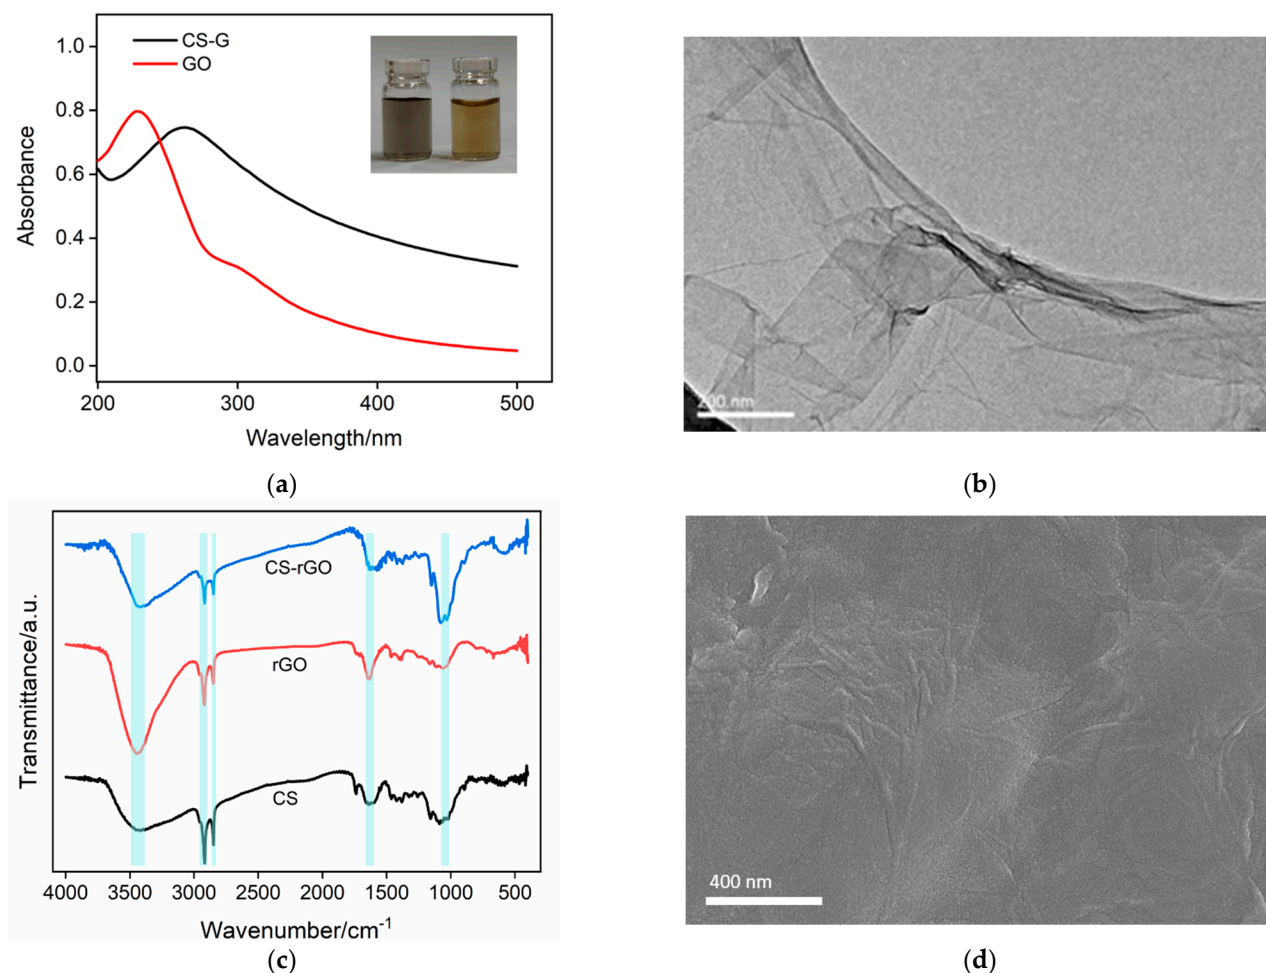 CS-G
GO
1.0
0.8
0.6
0.4
0.2
0.0
Absorbance
200
300
400
500
Wavelength/nm
(a)
200 nm
(b)
CS-rGO
rGO
CS
Transmittance/a.u.
4000 3500 3000 2500 2000 1500 1000 500
Wavenumber/cm-1
(c)
400 nm
(d)